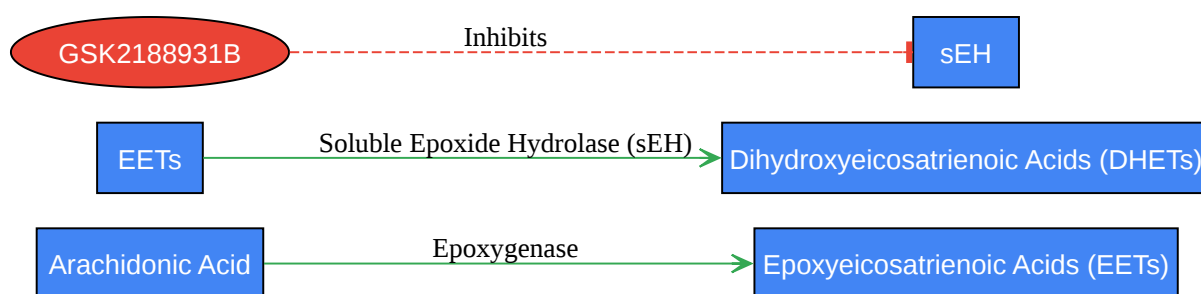 GSK2188931B
Inhibits
sEH
EETs
Soluble Epoxide Hydrolase (sEH)
Dihydroxyeicosatrienoic Acids (DHETs)
Arachidonic Acid
Epoxygenase
Epoxyeicosatrienoic Acids (EETs)